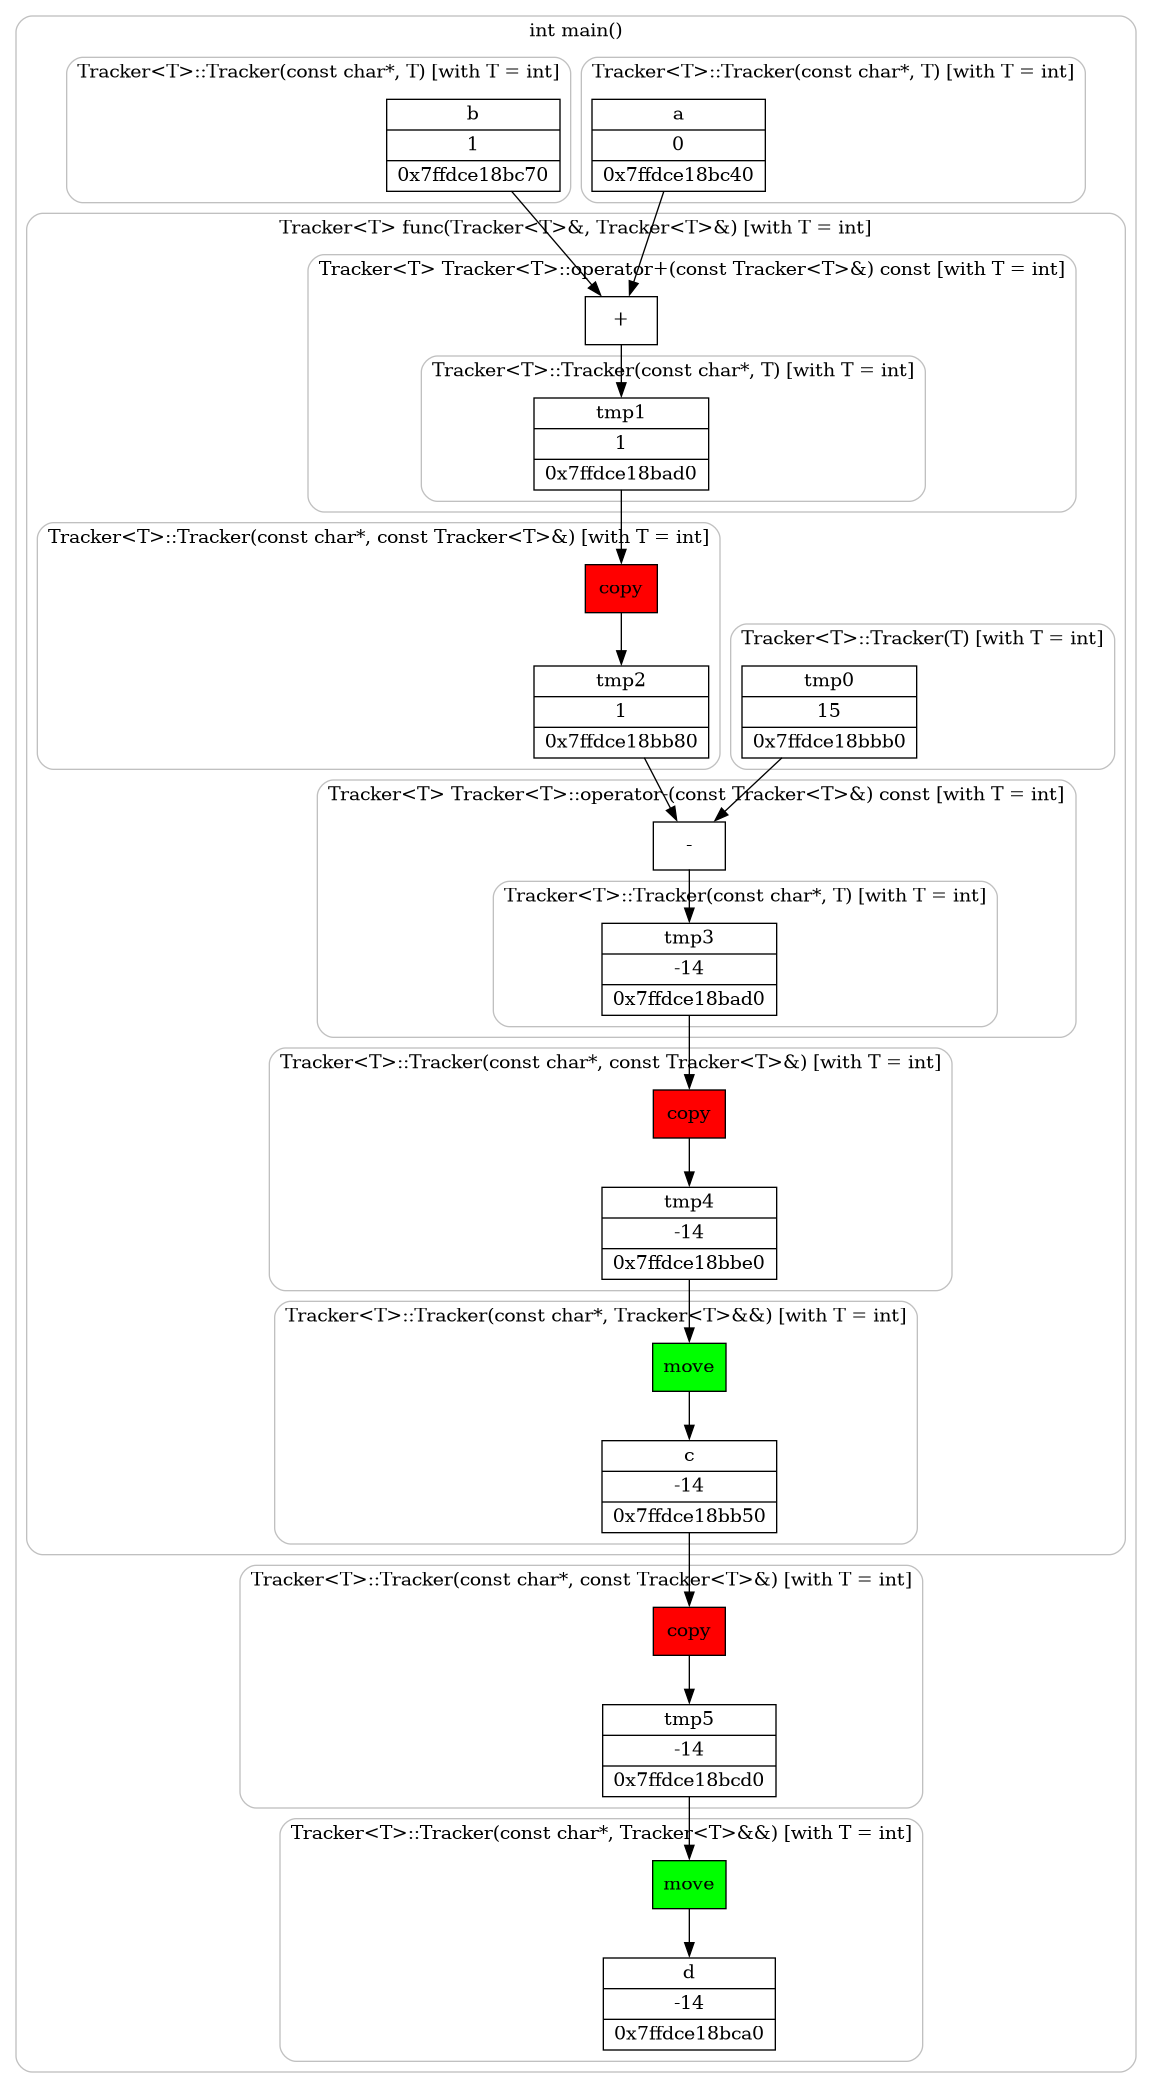 int main()
Tracker<T>::Tracker(const char*, T) [with T = int]
b
1
0x7ffdce18bc70
Tracker<T>::Tracker(const char*, T) [with T = int]
a
0
0x7ffdce18bc40
Tracker<T> func(Tracker<T>&, Tracker<T>&) [with T = int]
Tracker<T> Tracker<T>::operator+(const Tracker<T>&) const [with T = int]
+
Tracker<T>::Tracker(const char*, T) [with T = int]
tmp1
1
0x7ffdce18bad0
Tracker<T>::Tracker(const char*, const Tracker<T>&) [with T = int]
copy
tmp2
1
0x7ffdce18bb80
Tracker<T>::Tracker(T) [with T = int]
tmp0
15
0x7ffdce18bbb0
Tracker<T> Tracker<T>::operator-(const Tracker<T>&) const [with T = int]
-
Tracker<T>::Tracker(const char*, T) [with T = int]
tmp3
-14
0x7ffdce18bad0
Tracker<T>::Tracker(const char*, const Tracker<T>&) [with T = int]
copy
tmp4
-14
0x7ffdce18bbe0
Tracker<T>::Tracker(const char*, Tracker<T>&&) [with T = int]
move
c
-14
0x7ffdce18bb50
Tracker<T>::Tracker(const char*, const Tracker<T>&) [with T = int]
copy
tmp5
-14
0x7ffdce18bcd0
Tracker<T>::Tracker(const char*, Tracker<T>&&) [with T = int]
move
d
-14
0x7ffdce18bca0